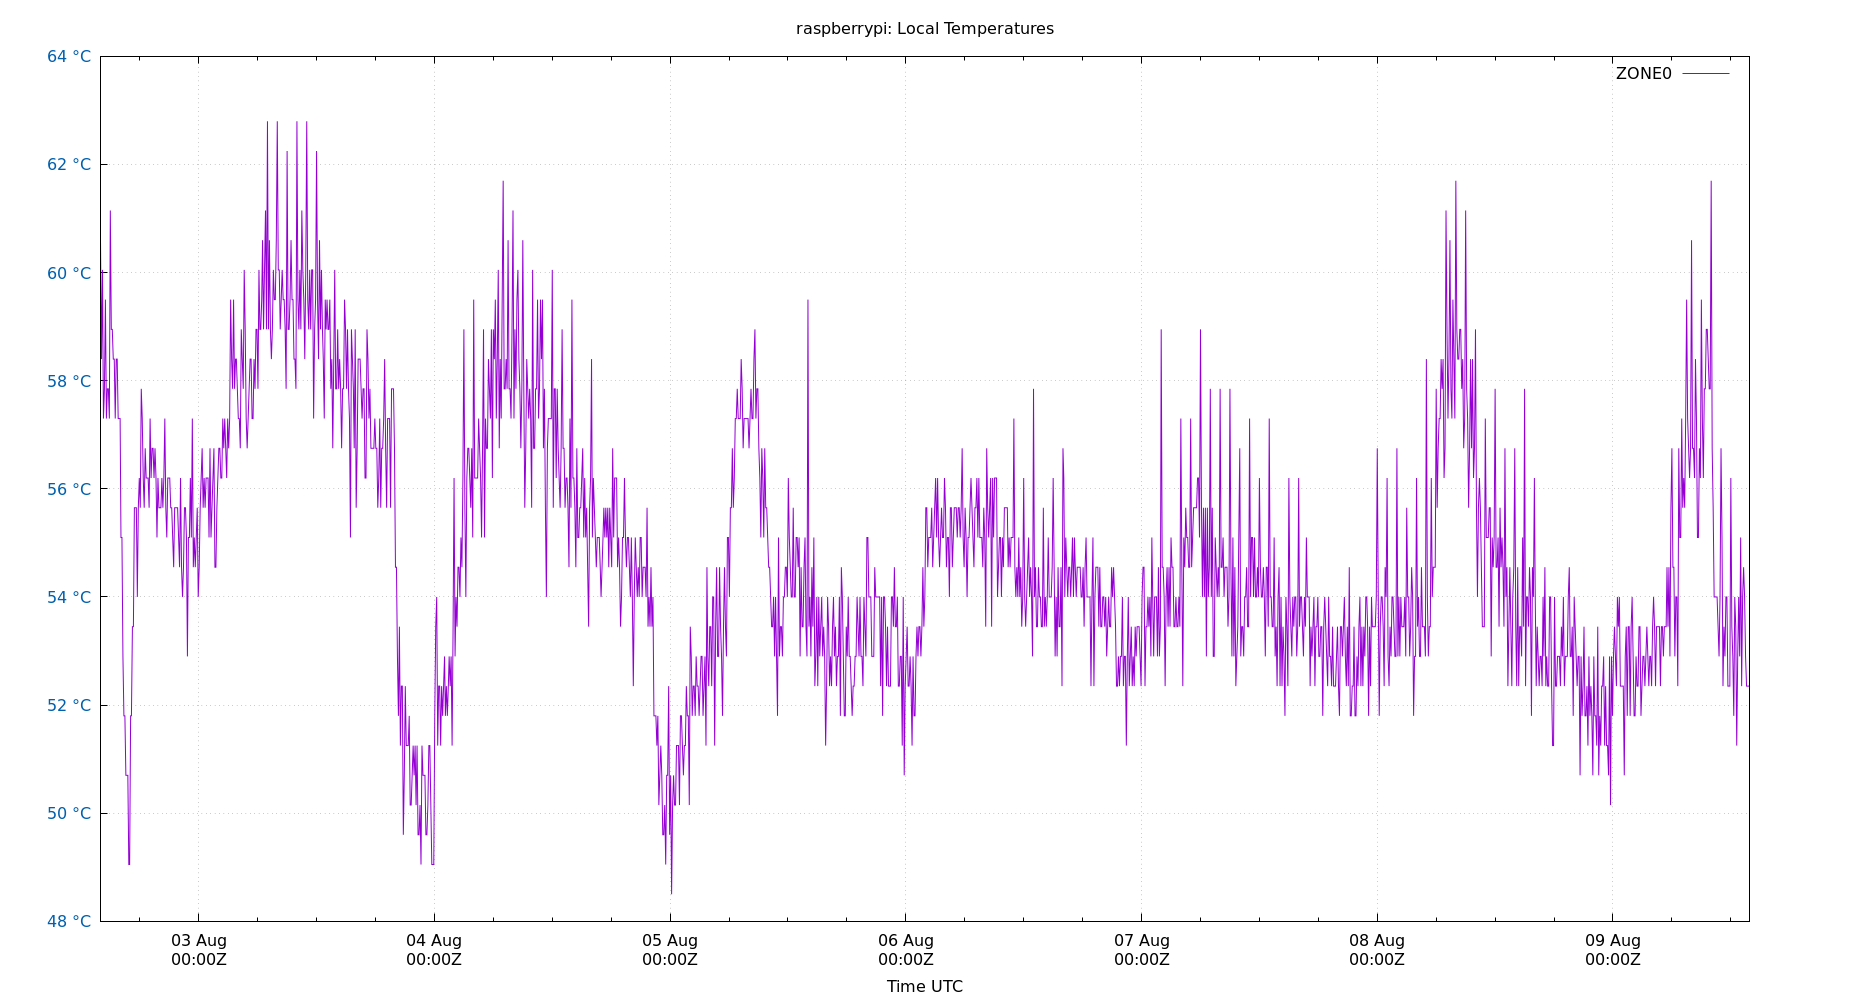 raspberrypi: Local Temperatures
64 °C
ZONE0
62 °C
60 °C
58 °C
56 °C
54 °C
52 °C
50 °C
48 °C
03 Aug 04 Aug 05 Aug 06 Aug 07 Aug 08 Aug 09 Aug
00:00Z 00:00Z 00:00Z 00:00Z 00:00Z 00:00Z 00:00Z
Time UTC